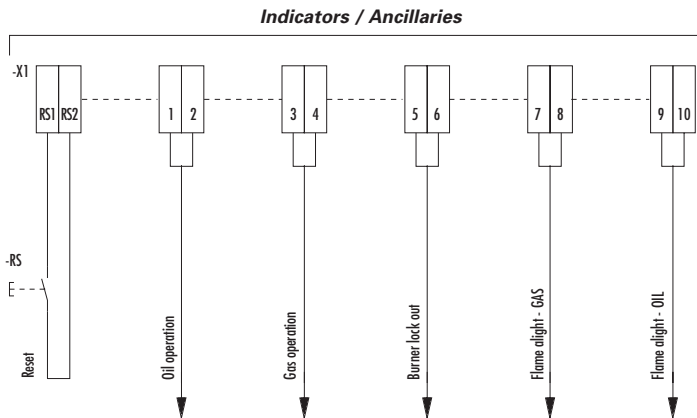 Indicators / Ancillaries
-X1
RS1 RS2
1 2
3 4
5 6
7 8
9 10
-RS
Reset
Oil operation
Gas operation
Burner lock out
Flame alight - GAS
Flame alight - OIL